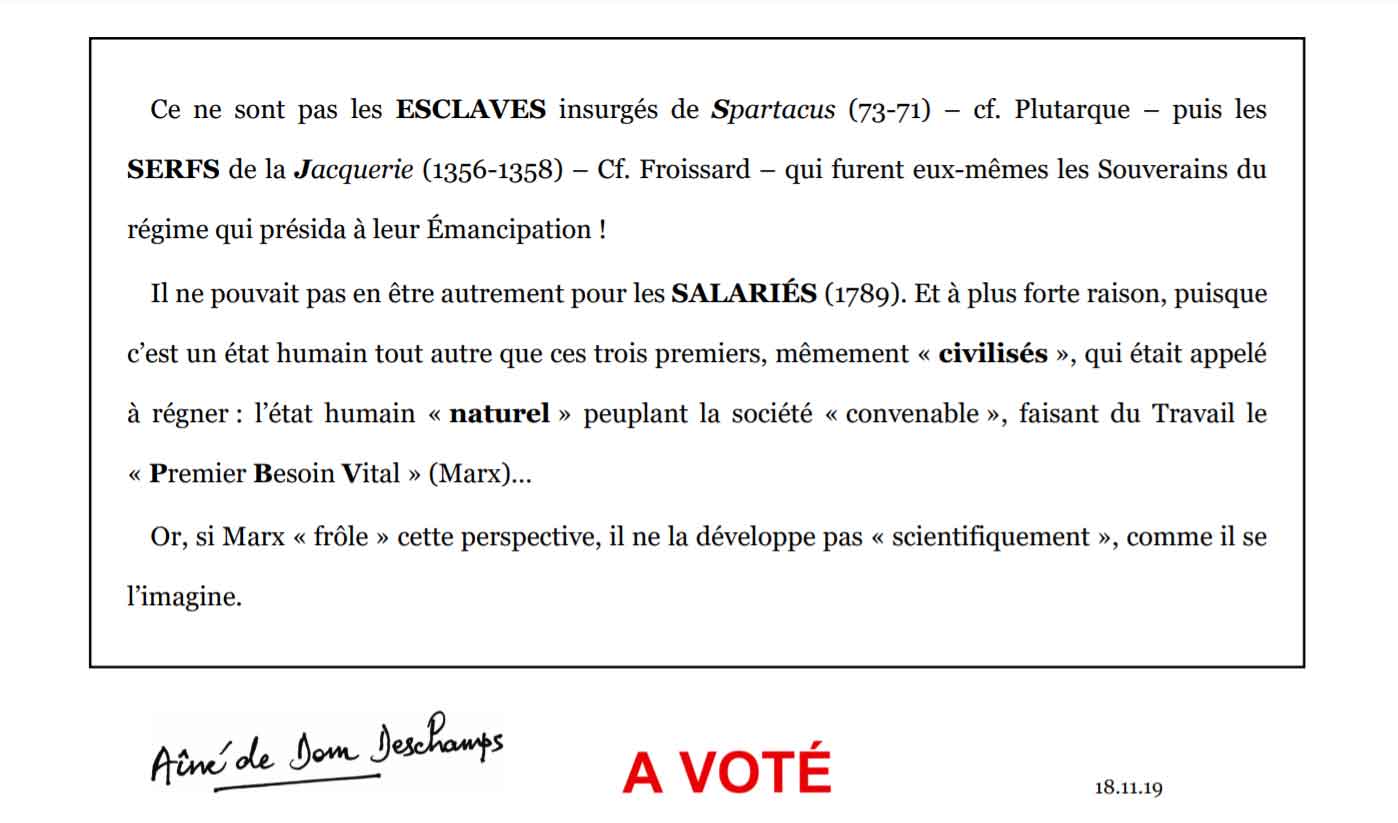 Ce ne sont pas les ESCLAVES insurgés de Spartacus (73-71) – cf. Plutarque – puis les
SERFS de la Jacquerie (1356-1358) – Cf. Froissard – qui furent eux-mêmes les Souverains du
régime qui présida à leur Émancipation !
Il ne pouvait pas en être autrement pour les SALARIÉS (1789). Et à plus forte raison, puisque
c’est un état humain tout autre que ces trois premiers, mêmement « civilisés », qui était appelé
à régner : l’état humain « naturel » peuplant la société « convenable », faisant du Travail le
« Premier Besoin Vital » (Marx)…
Or, si Marx « frôle » cette perspective, il ne la développe pas « scientifiquement », comme il se
l’imagine.
Aîné de Dom Deschamps
A VOTÉ
18.11.19